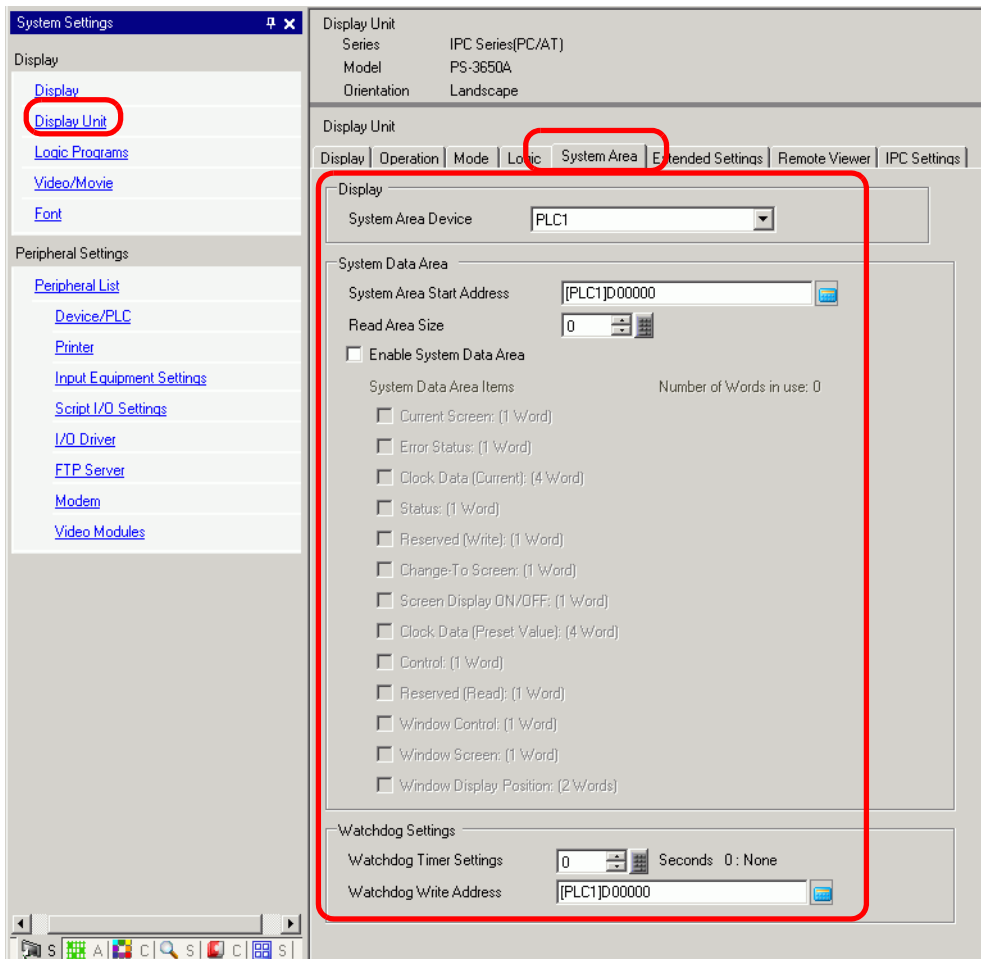 System Settings
Display
Display
Display Unit
Logic Programs
Video/Movie
Font
Peripheral Settings
Peripheral List
Device/PLC
Printer
Input Equipment Settings
Script I/O Settings
I/O Driver
FTP Server
Modem
Video Modules
S A C S C S
Display Unit
Series IPC Series(PC/AT)
Model PS-3650A
Orientation Landscape
Display Unit
Display Operation Mode Logic System Area Extended Settings Remote Viewer IPC Settings
Display
System Area Device PLC1
System Data Area
System Area Start Address [PLC1]D00000
Read Area Size 0
Enable System Data Area
System Data Area Items Number of Words in use: 0
Current Screen: (1 Word)
Error Status: (1 Word)
Clock Data (Current): (4 Word)
Status: (1 Word)
Reserved (Write): (1 Word)
Change-To Screen: (1 Word)
Screen Display ON/OFF: (1 Word)
Clock Data (Preset Value): (4 Word)
Control: (1 Word)
Reserved (Read): (1 Word)
Window Control: (1 Word)
Window Screen: (1 Word)
Window Display Position: (2 Words)
Watchdog Settings
Watchdog Timer Settings 0 Seconds 0 : None
Watchdog Write Address [PLC1]D00000